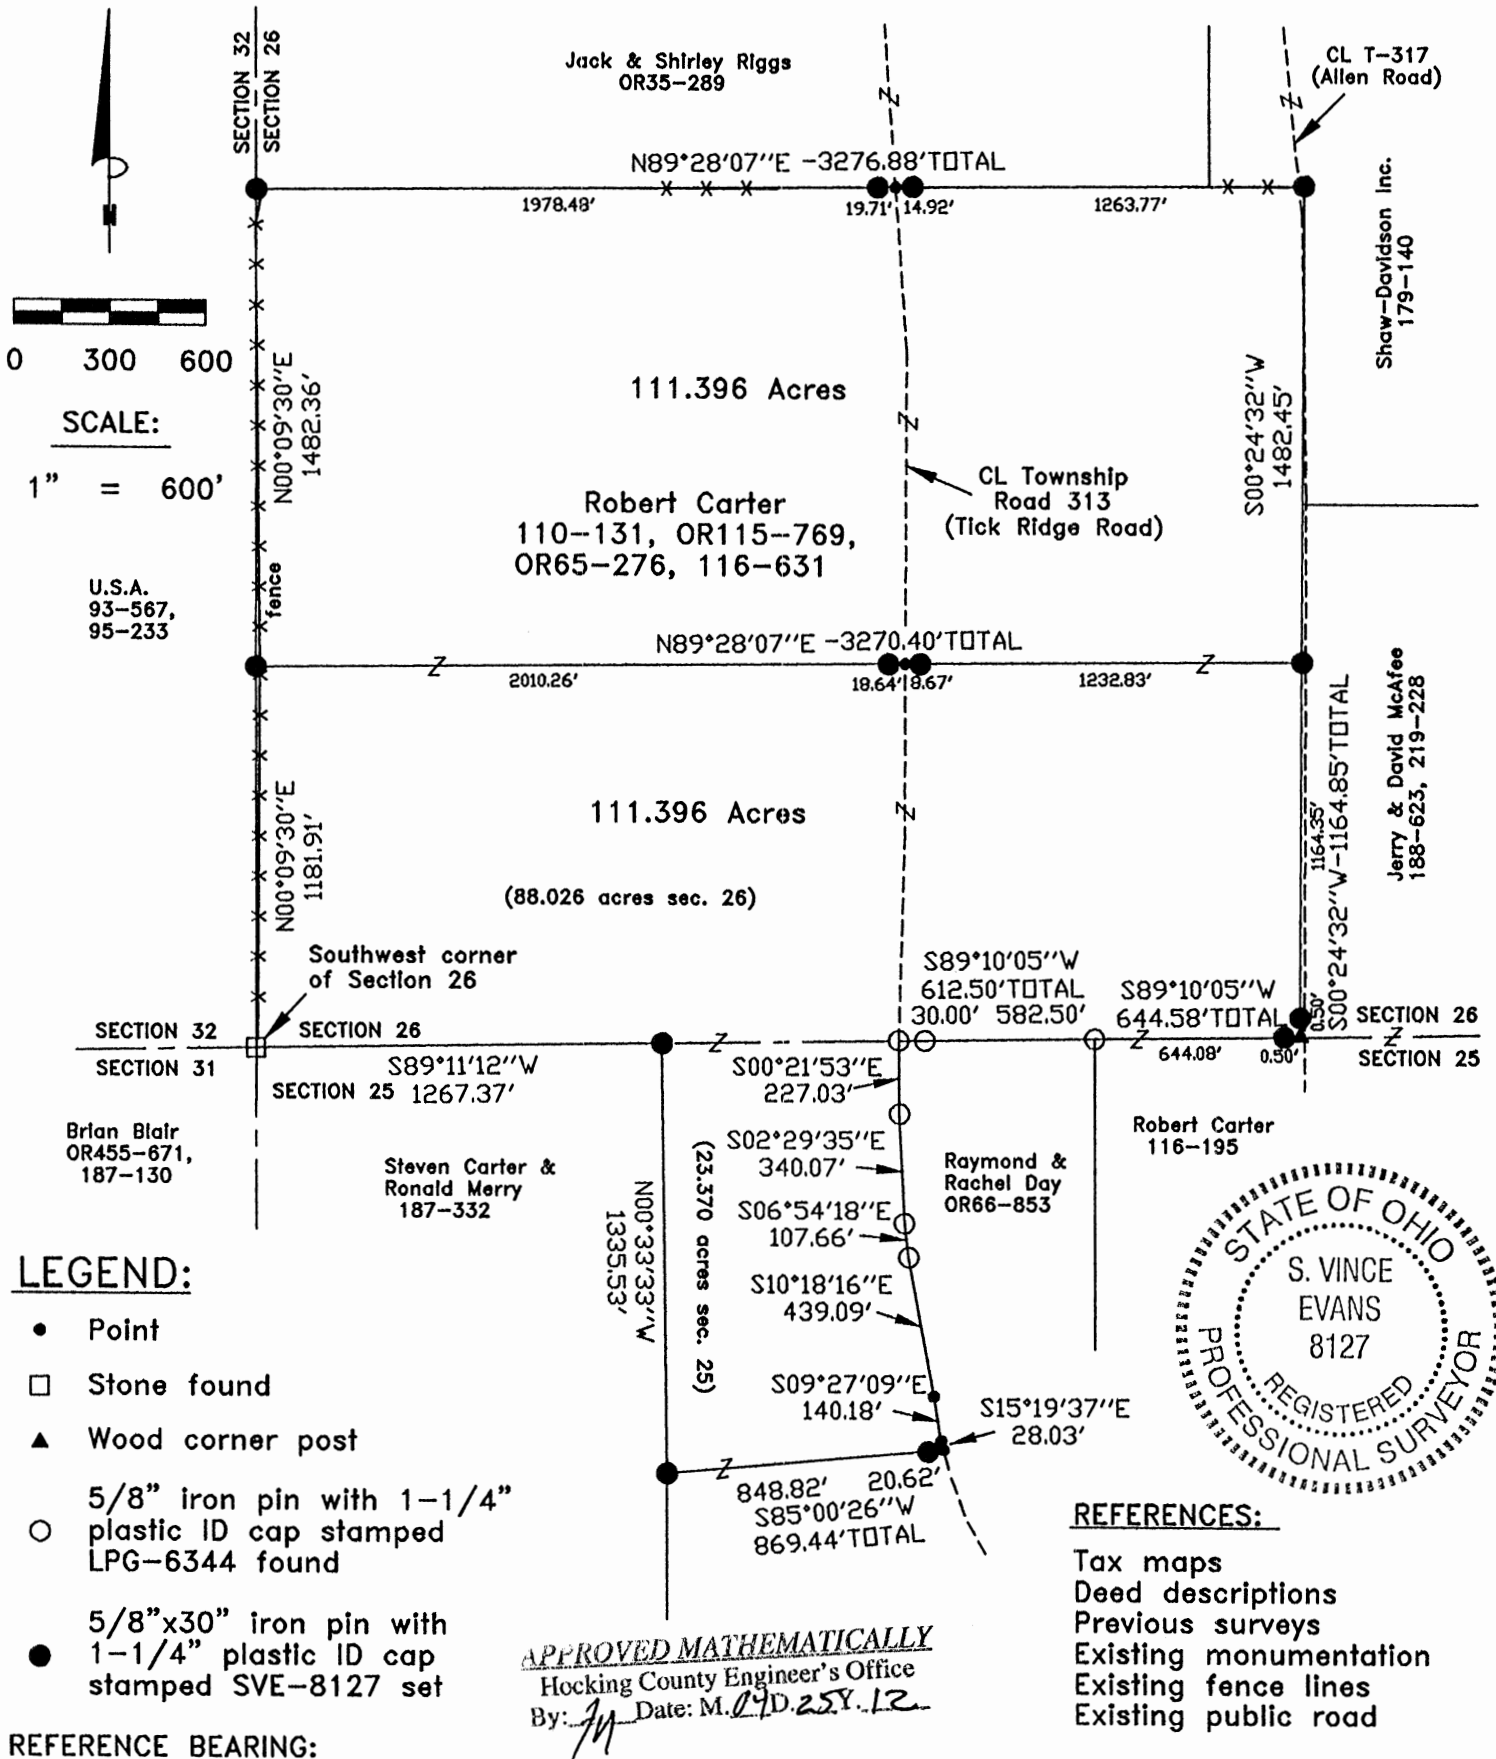 SECTION 32
SECTION 26
Jack & Shirley Riggs
OR35-289
CL T-317
(Allen Road)
N89°28'07"E -3276.88'TOTAL
1978.48'
19.71'
14.92'
1263.77'
Shaw-Davidson Inc.
179-140
N
0 300 600
SCALE:
1" = 600'
N00°09'30"E
1482.36'
111.396 Acres
S00°24'32"W
1482.45'
Robert Carter
110-131, OR115-769,
OR65-276, 116-631
CL Township
Road 313
(Tick Ridge Road)
U.S.A.
93-567,
95-233
fence
N89°28'07"E -3270.40'TOTAL
2010.26'
18.64'
8.67'
1232.83'
Jerry & David McAfee
188-623, 219-228
N00°09'30"E
1181.91'
111.396 Acres
(88.026 acres sec. 26)
1164.35'
S00°24'32"W-1164.85'TOTAL
0.50'
Southwest corner
of Section 26
S89°10'05"W
612.50'TOTAL
30.00' 582.50'
S89°10'05"W
644.58'TOTAL
SECTION 32
SECTION 26
SECTION 26
SECTION 31
SECTION 25
S89°11'12"W
1267.37'
644.08'
0.50'
SECTION 25
S00°21'53"E
227.03'
Brian Blair
OR455-671,
187-130
Steven Carter &
Ronald Merry
187-332
N00°33'33"W
1335.53'
(23.370 acres sec. 25)
S02°29'35"E
340.07'
S06°54'18"E
107.66'
S10°18'16"E
439.09'
S09°27'09"E
140.18'
S15°19'37"E
28.03'
Raymond &
Rachel Day
OR66-853
Robert Carter
116-195
848.82'
20.62'
S85°00'26"W
869.44'TOTAL
STATE OF OHIO
S. VINCE
EVANS
8127
REGISTERED
PROFESSIONAL SURVEYOR
LEGEND:
Point
Stone found
Wood corner post
5/8" iron pin with 1-1/4"
plastic ID cap stamped
LPG-6344 found
5/8"x30" iron pin with
1-1/4" plastic ID cap
stamped SVE-8127 set
REFERENCE BEARING:
APPROVED MATHEMATICALLY
Hocking County Engineer's Office
By: Date: M. 04 D. 25 Y. 12
REFERENCES:
Tax maps
Deed descriptions
Previous surveys
Existing monumentation
Existing fence lines
Existing public road